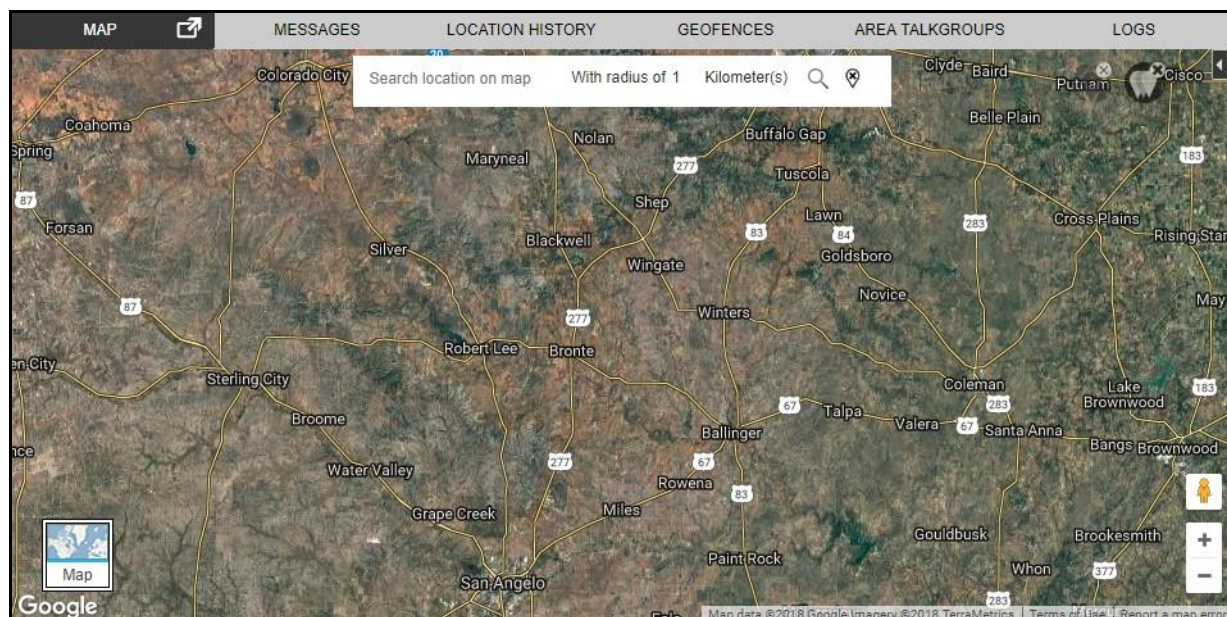 MAP MESSAGES LOCATION HISTORY GEOFENCES AREA TALKGROUPS LOGS
20
Search location on map With radius of 1 Kilometer(s)
Colorado City
Clyde
Baird
Putnam
Cisco
Coahoma
Nolan
Buffalo Gap
Belle Plain
Spring
Maryneal
277
183
Tuscola
87
Shep
Lawn
283
Cross Plains
Forsan
Blackwell
83
84
Rising Star
Silver
Wingate
Goldsboro
Novice
May
87
277
Winters
Robert Lee
Bronte
en City
Sterling City
Coleman
Lake
Brownwood
183
67
283
Broome
Talpa
Valera
67
Santa Anna
Ballinger
Bangs
Brownwood
nce
Water Valley
277
67
Rowena
83
Grape Creek
Miles
Gouldbusk
Brookesmith
+
Paint Rock
Whon
377
−
Map
San Angelo
283
Google
Map data ©2018 Google Imagery ©2018 TerraMetrics Terms of Use Report a map error